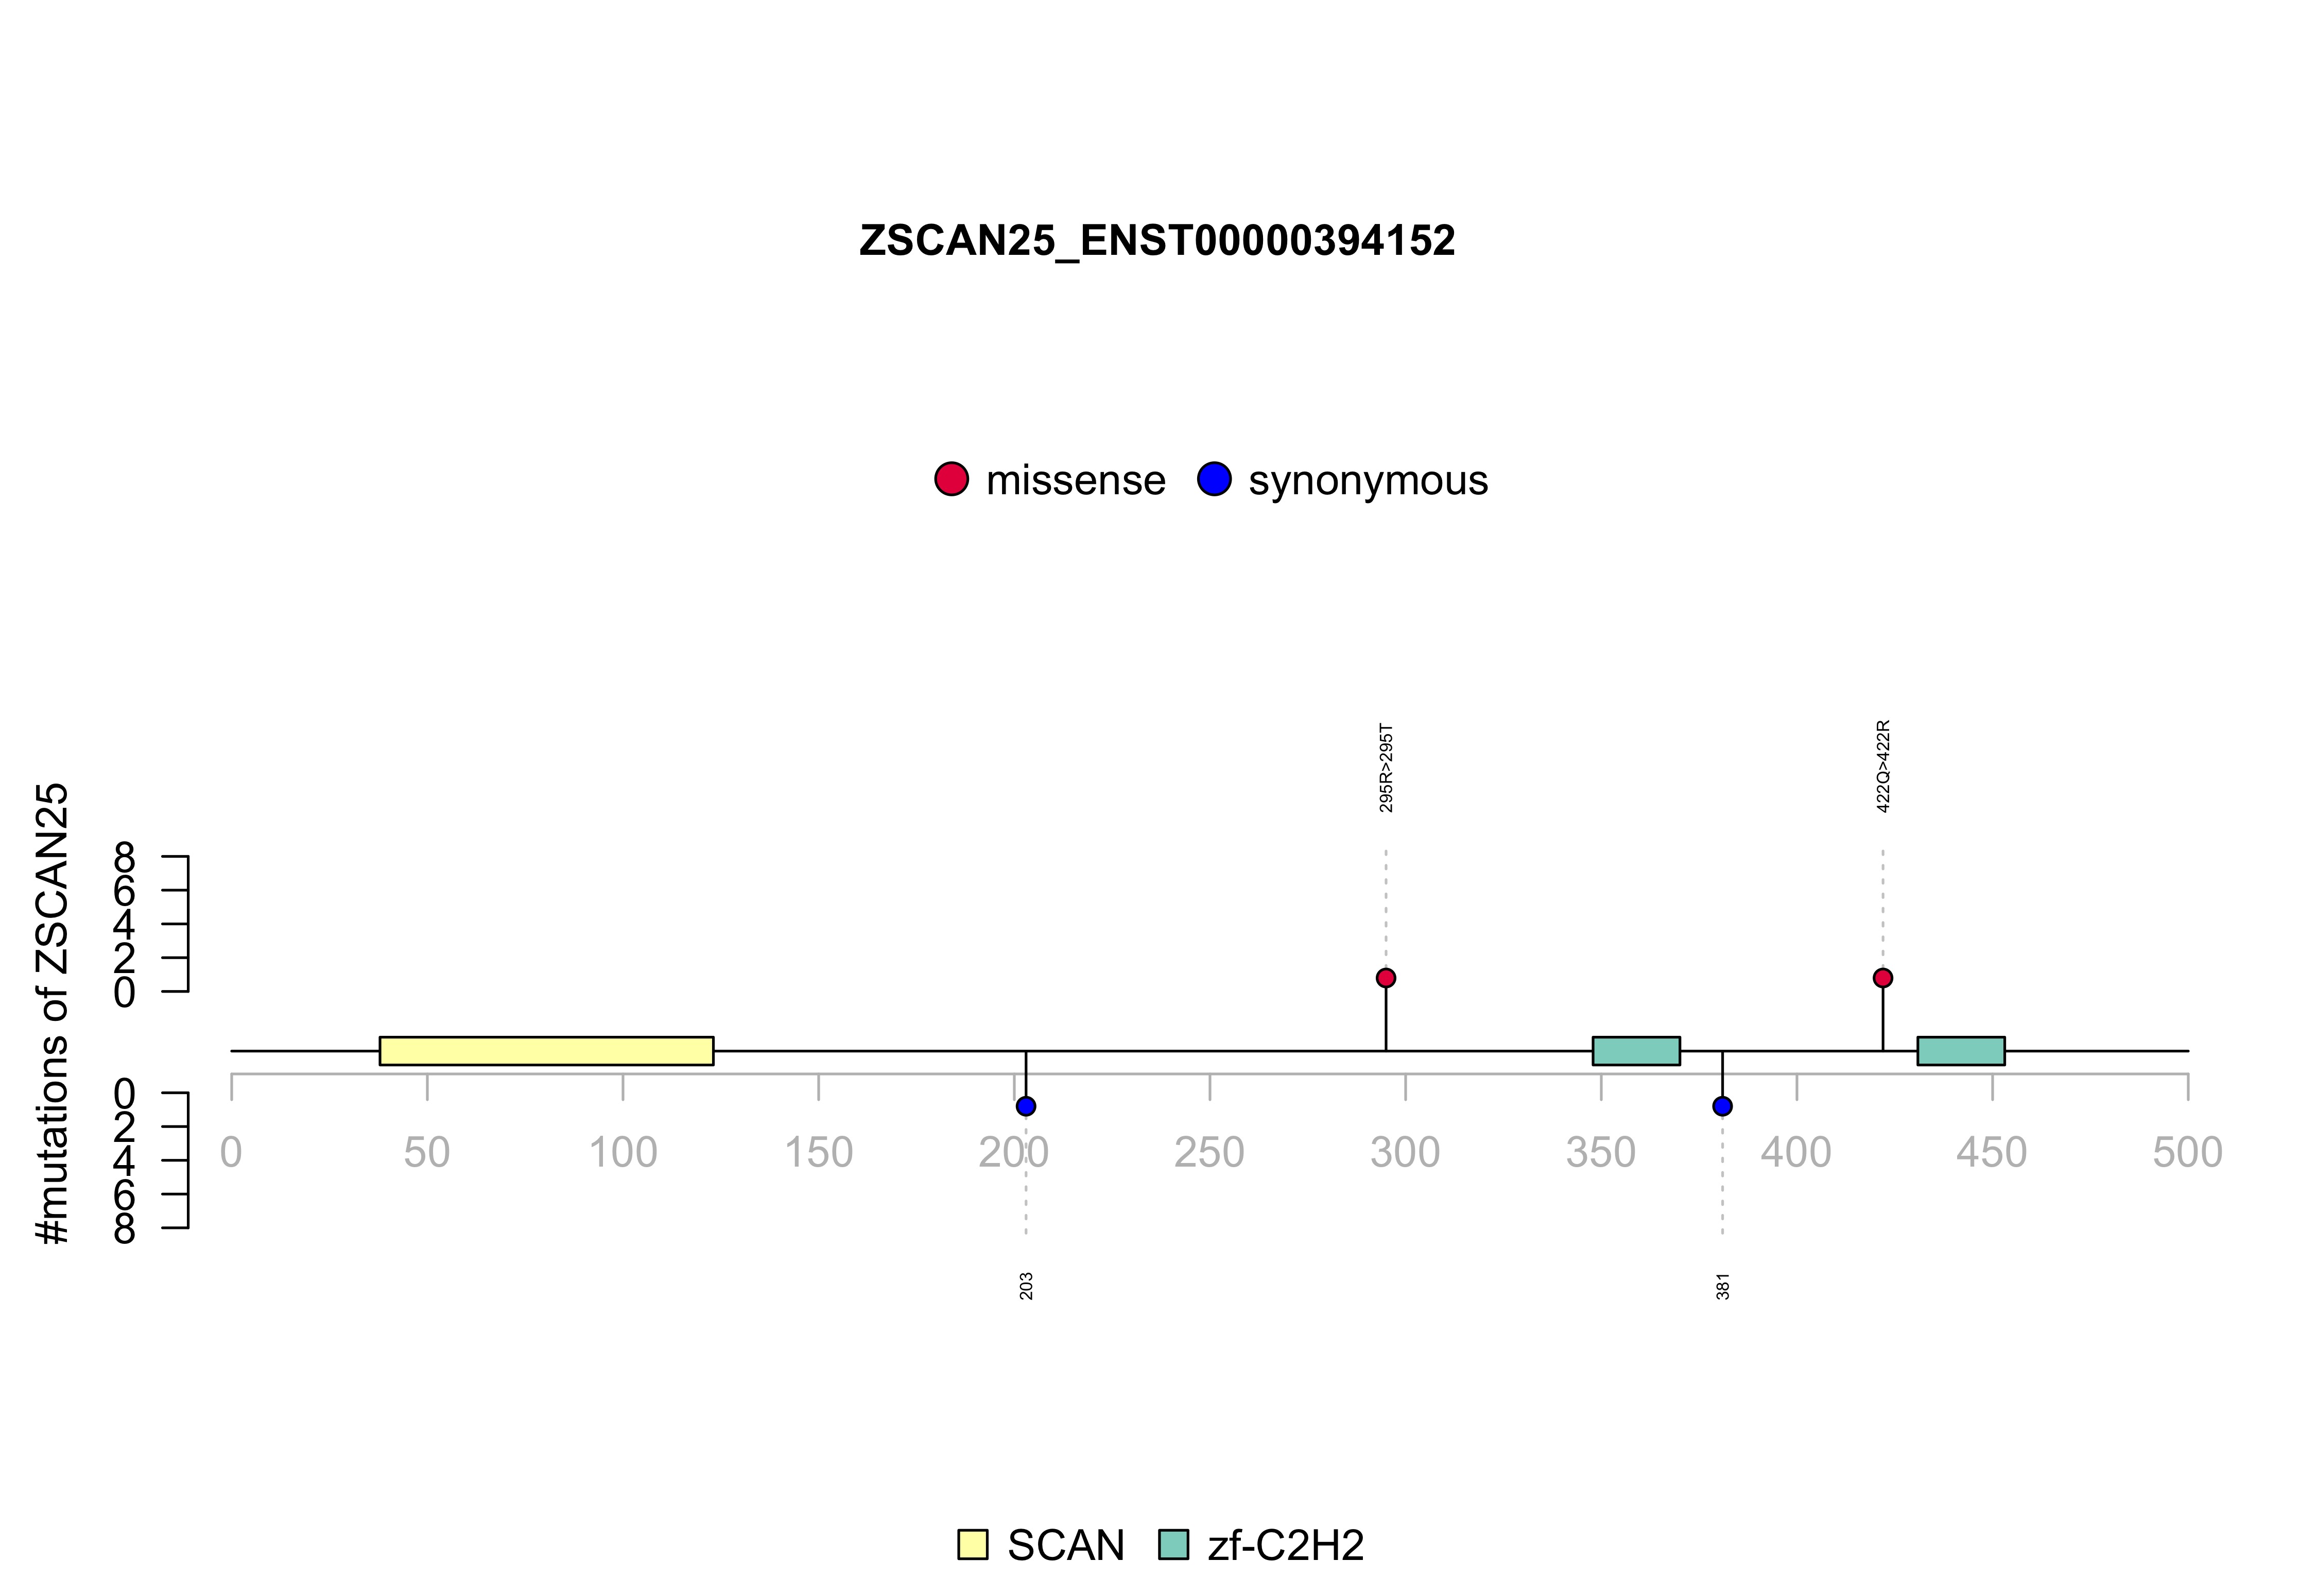 ZSCAN25_ENST00000394152
missense synonymous
295R>295T 422Q>422R
#mutations of ZSCAN25
8
6
4
2
0
0
2
4
6
8
0 50 100 150 200 250 300 350 400 450 500
203 381
SCAN zf-C2H2